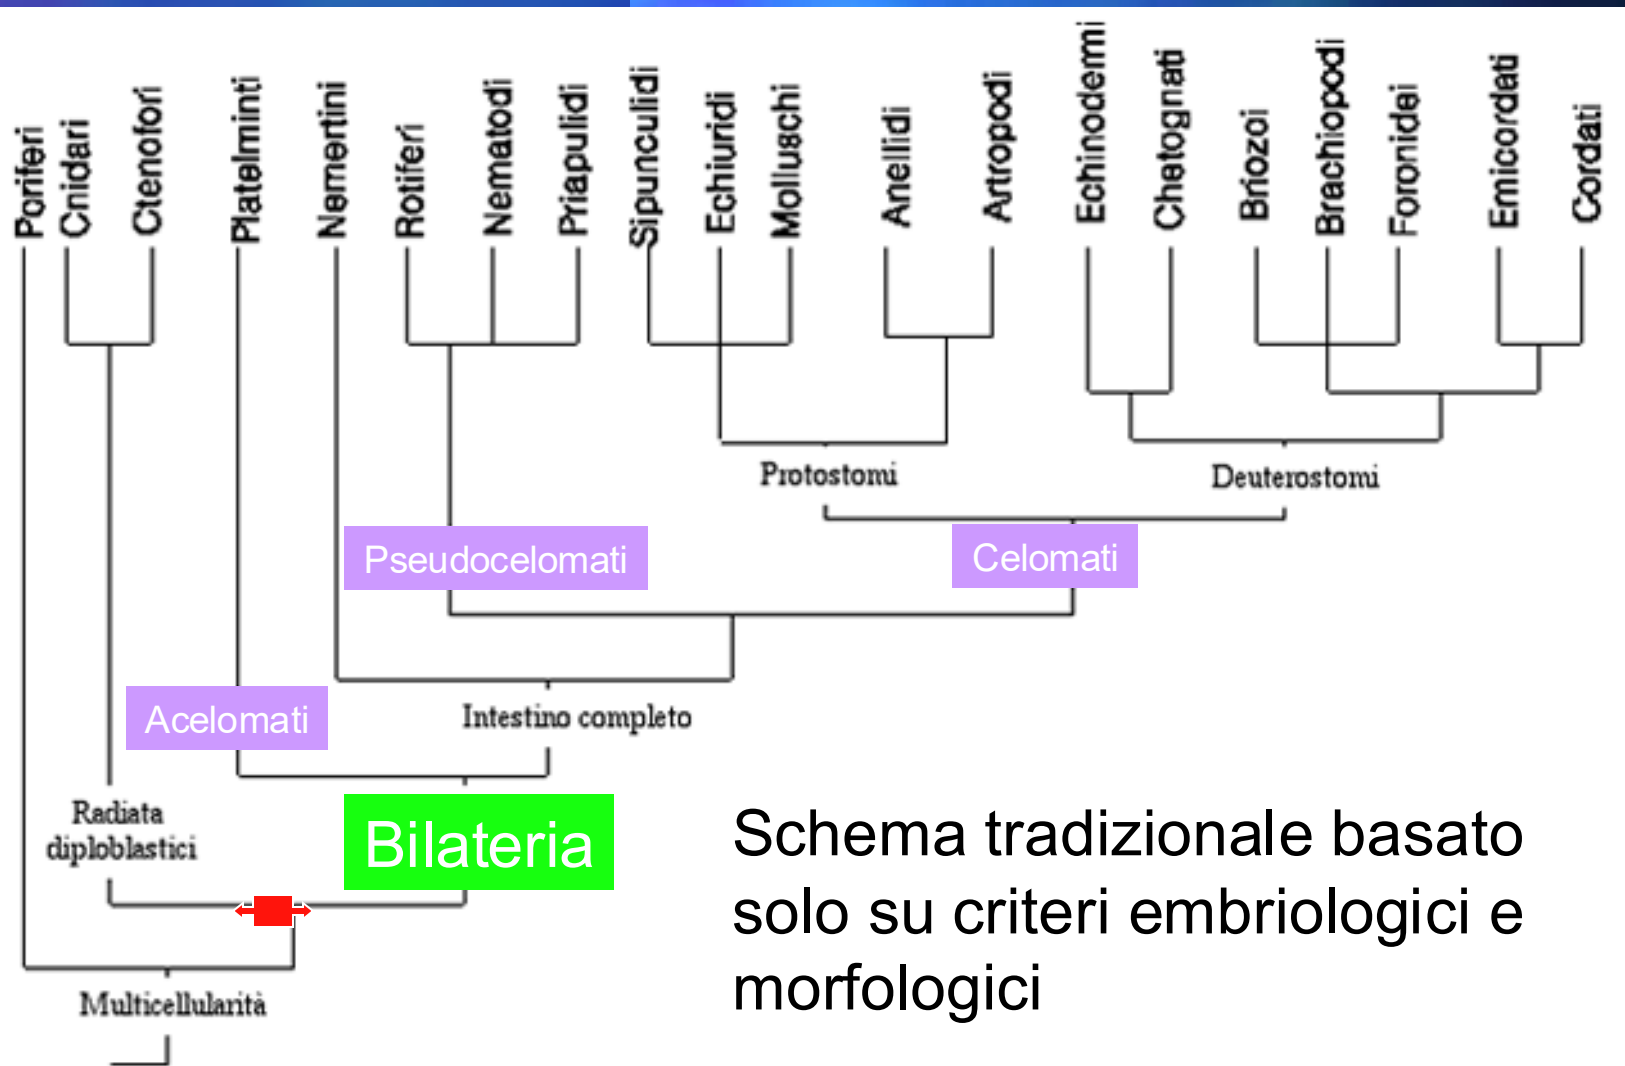 Poriferi
Cnidari
Ctenofori
Platelminti
Nemertini
Rotiferi
Nematodi
Priapulidi
Sipunculidi
Echiuridi
Molluschi
Anellidi
Artropodi
Echinodermi
Chetognati
Briozoi
Brachiopodi
Foronidei
Emicordati
Cordati
Protostomi
Deuterostomi
Pseudocelomati
Celomati
Acelomati
Intestino completo
Radiata
diploblastici
Bilateria
Schema tradizionale basato
solo su criteri embriologici e
morfologici
Multicellularità